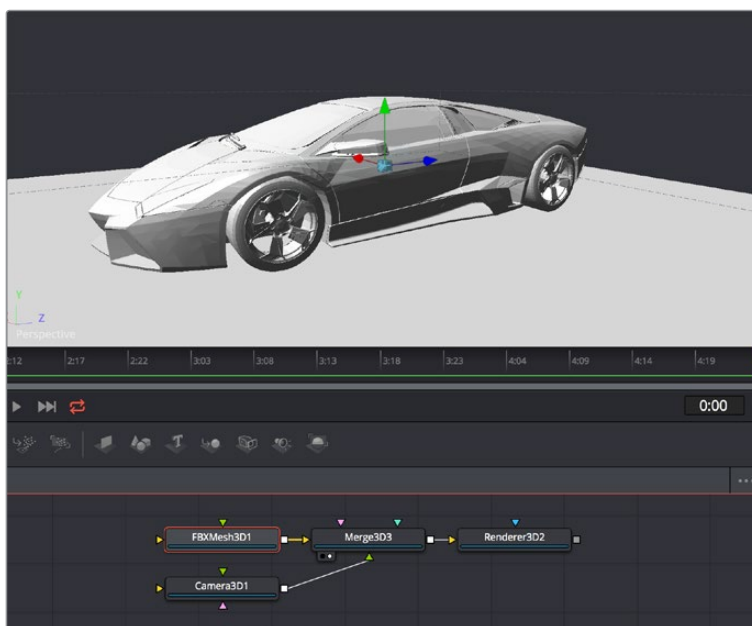 Y
Z
Perspective
2:12 2:17 2:22 3:03 3:08 3:13 3:18 3:23 4:04 4:09 4:14 4:19
0:00
FBXMesh3D1 Merge3D3 Renderer3D2
Camera3D1